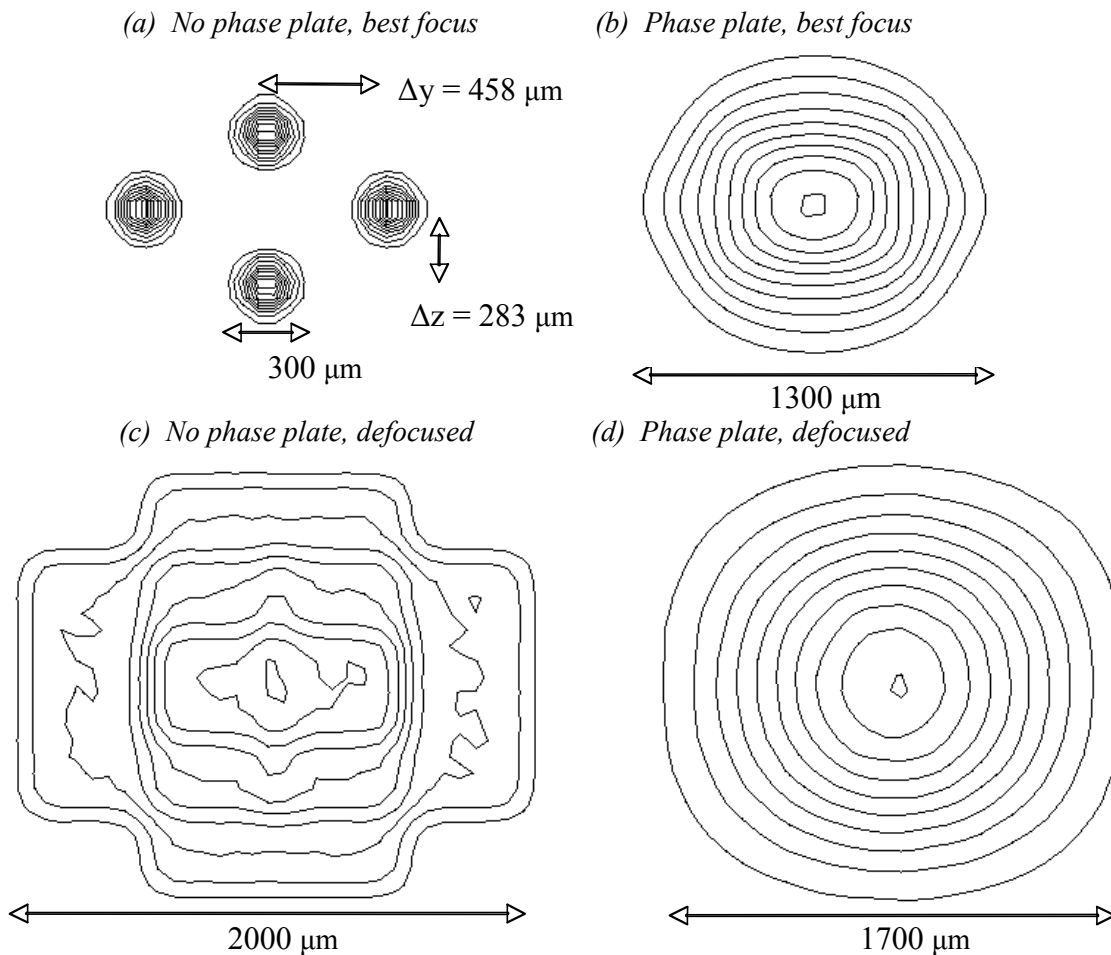 (a) No phase plate, best focus
(b) Phase plate, best focus
Δy = 458 μm
Δz = 283 μm
300 μm
1300 μm
(c) No phase plate, defocused
(d) Phase plate, defocused
2000 μm
1700 μm